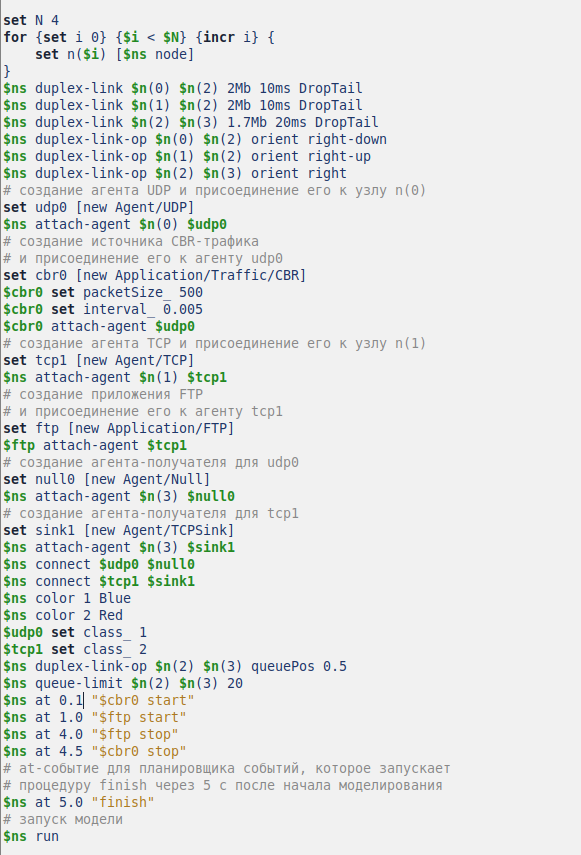 set N 4
for {set i 0} {$i < $N} {incr i} {
    set n($i) [$ns node]
}
$ns duplex-link $n(0) $n(2) 2Mb 10ms DropTail
$ns duplex-link $n(1) $n(2) 2Mb 10ms DropTail
$ns duplex-link $n(2) $n(3) 1.7Mb 20ms DropTail
$ns duplex-link-op $n(0) $n(2) orient right-down
$ns duplex-link-op $n(1) $n(2) orient right-up
$ns duplex-link-op $n(2) $n(3) orient right
# создание агента UDP и присоединение его к узлу n(0)
set udp0 [new Agent/UDP]
$ns attach-agent $n(0) $udp0
# создание источника CBR-трафика
# и присоединение его к агенту udp0
set cbr0 [new Application/Traffic/CBR]
$cbr0 set packetSize_ 500
$cbr0 set interval_ 0.005
$cbr0 attach-agent $udp0
# создание агента TCP и присоединение его к узлу n(1)
set tcp1 [new Agent/TCP]
$ns attach-agent $n(1) $tcp1
# создание приложения FTP
# и присоединение его к агенту tcp1
set ftp [new Application/FTP]
$ftp attach-agent $tcp1
# создание агента-получателя для udp0
set null0 [new Agent/Null]
$ns attach-agent $n(3) $null0
# создание агента-получателя для tcp1
set sink1 [new Agent/TCPSink]
$ns attach-agent $n(3) $sink1
$ns connect $udp0 $null0
$ns connect $tcp1 $sink1
$ns color 1 Blue
$ns color 2 Red
$udp0 set class_ 1
$tcp1 set class_ 2
$ns duplex-link-op $n(2) $n(3) queuePos 0.5
$ns queue-limit $n(2) $n(3) 20
$ns at 0.1 "$cbr0 start"
$ns at 1.0 "$ftp start"
$ns at 4.0 "$ftp stop"
$ns at 4.5 "$cbr0 stop"
# at-событие для планировщика событий, которое запускает
# процедуру finish через 5 с после начала моделирования
$ns at 5.0 "finish"
# запуск модели
$ns run